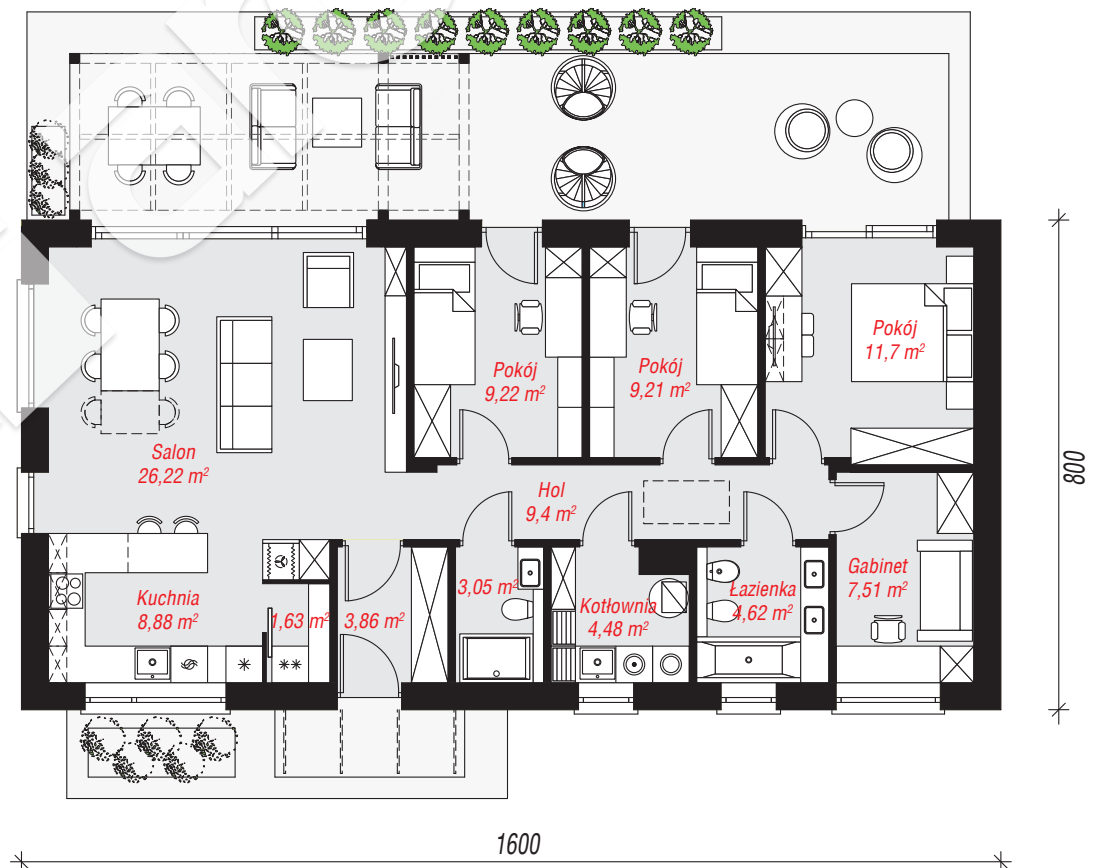 Pokój
11,7 m²
Pokój
9,22 m²
Pokój
9,21 m²
Salon
26,22 m²
Hol
9,4 m²
800
Kuchnia
8,88 m²
1,63 m²
3,86 m²
3,05 m²
Kotłownia
4,48 m²
Łazienka
4,62 m²
Gabinet
7,51 m²
1600